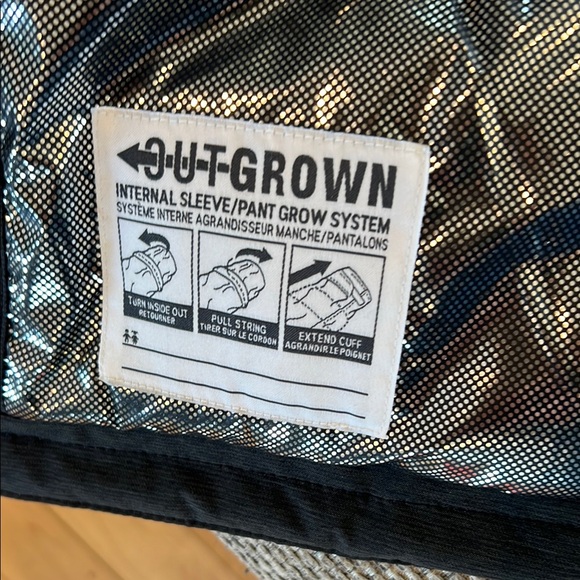 OUTGROWN
INTERNAL SLEEVE/PANT GROW SYSTEM
SYSTÈME INTERNE AGRANDISSEUR MANCHE/PANTALONS
TURN INSIDE OUT
RETOURNER
PULL STRING
TIRER SUR LE CORDON
EXTEND CUFF
AGRANDIR LE POIGNET